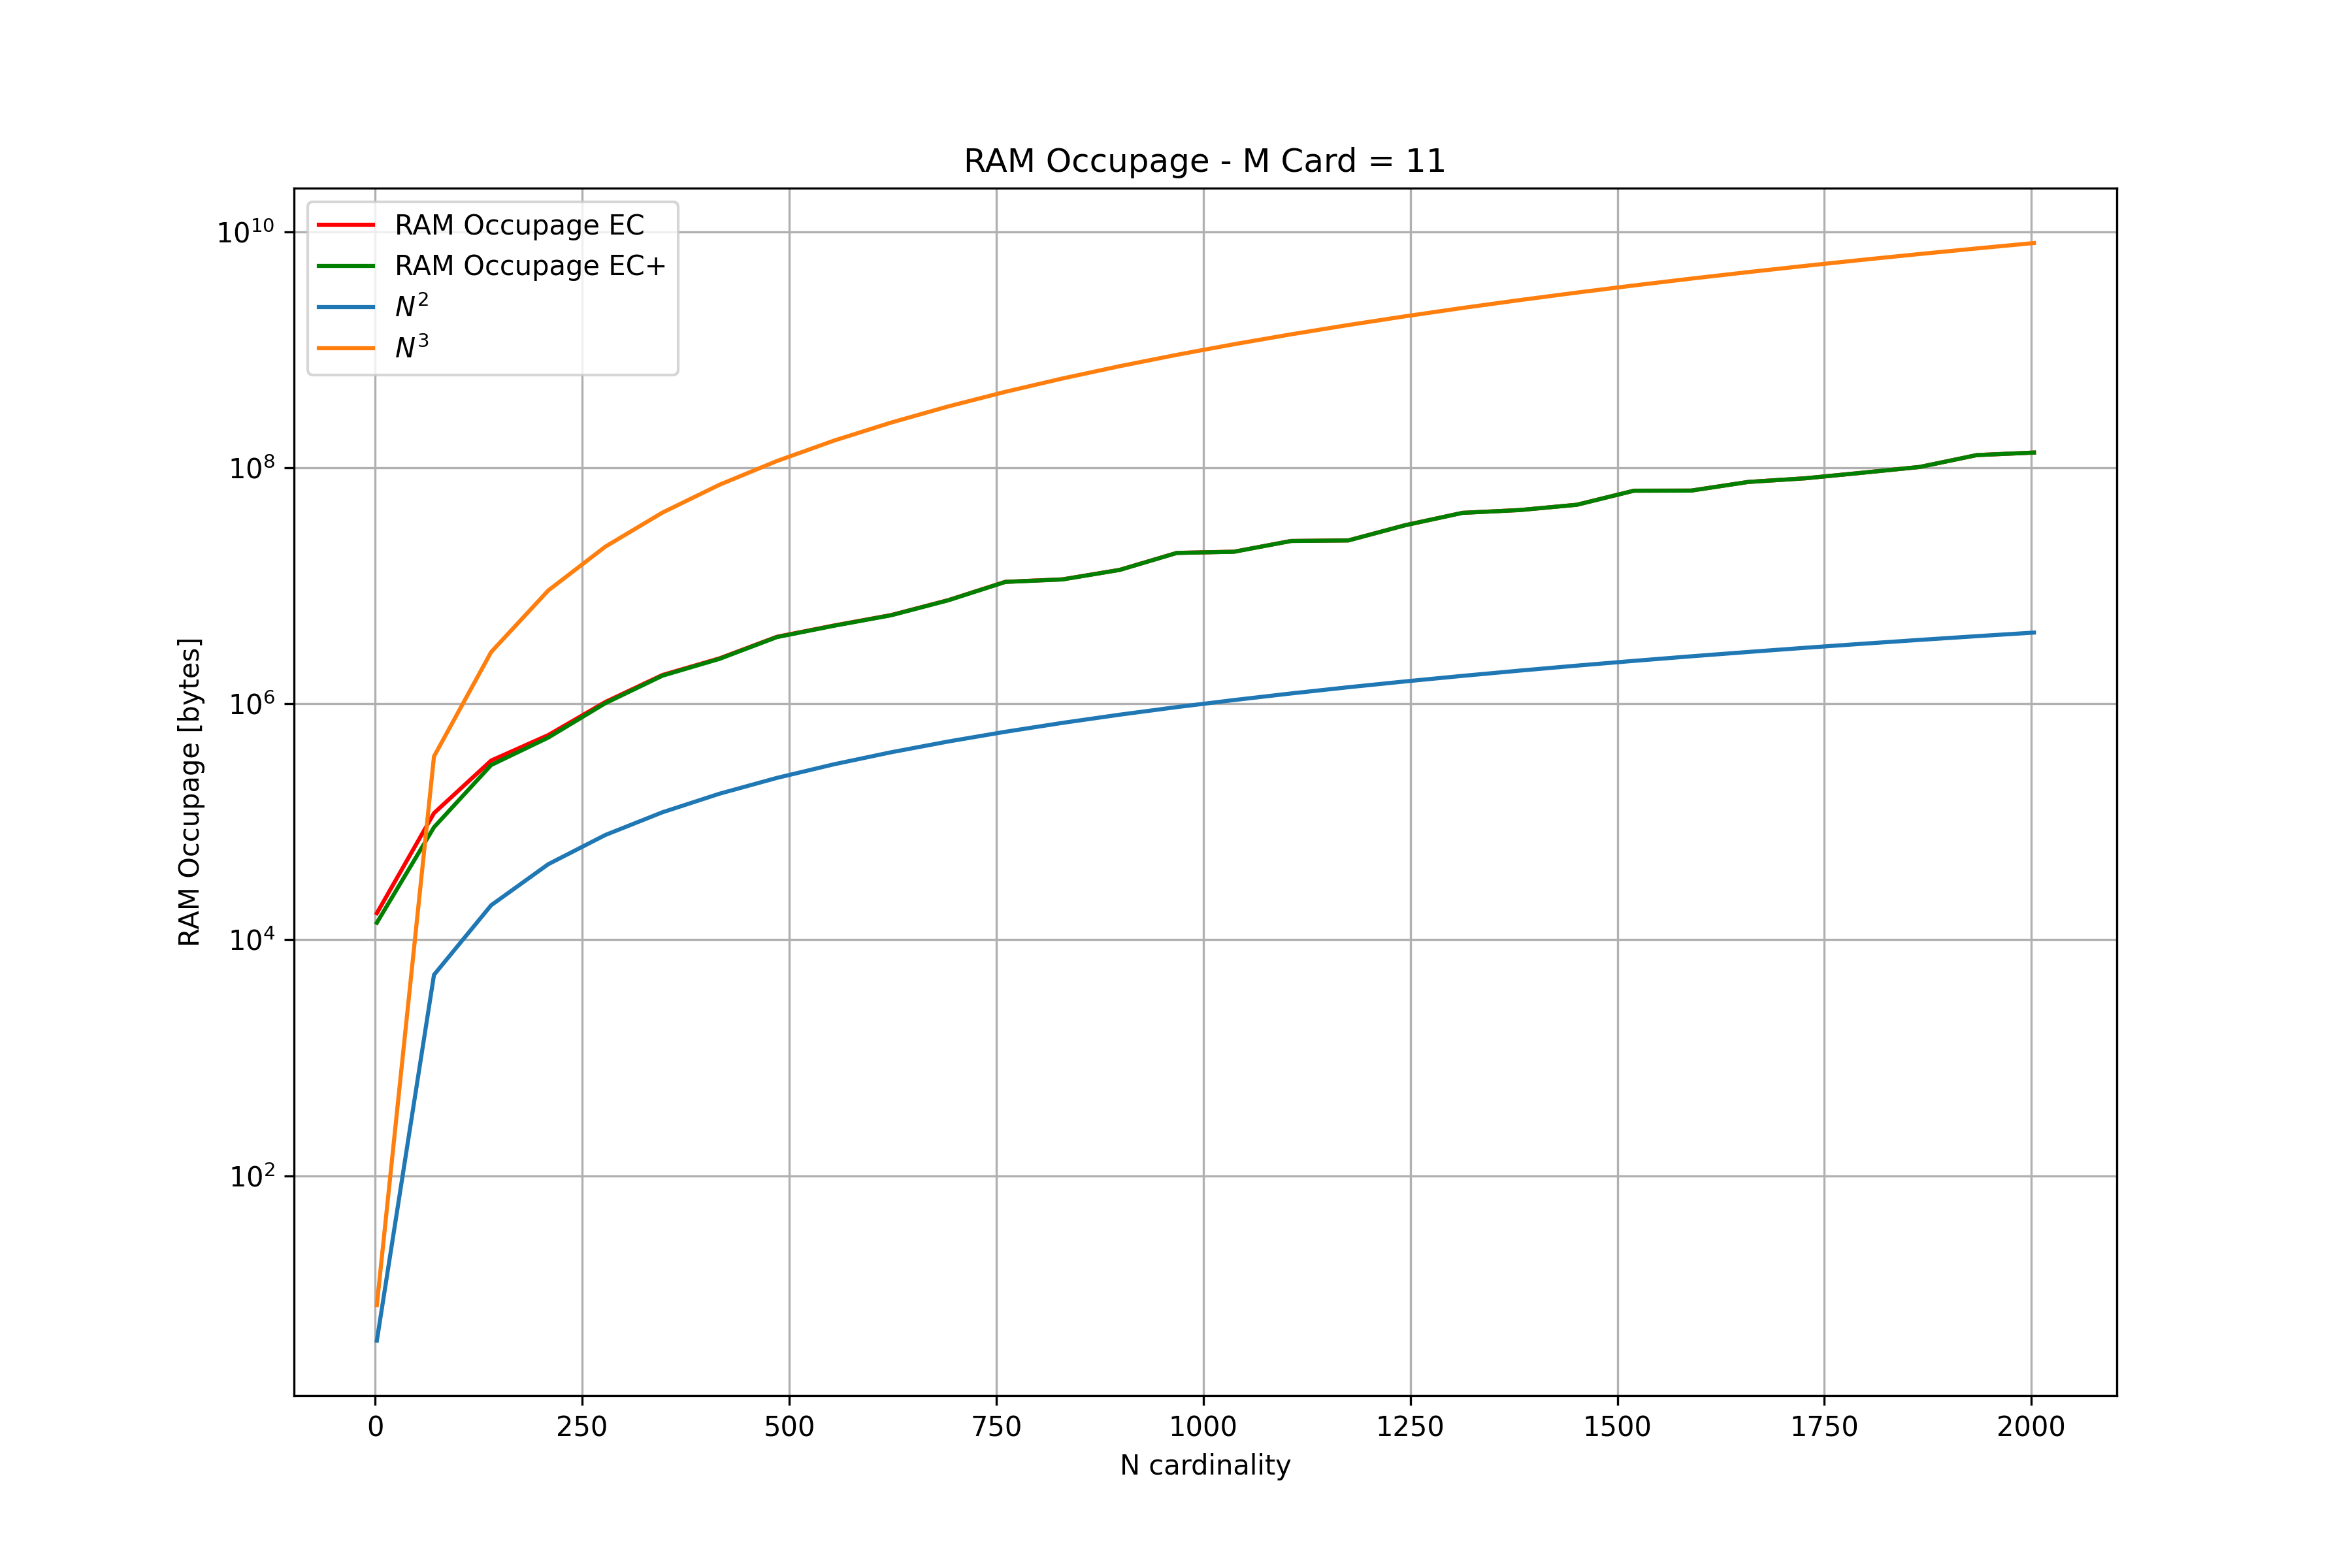 RAM Occupage - M Card = 11
RAM Occupage EC
RAM Occupage EC+
N²
N³
10¹⁰
10⁸
10⁶
10⁴
10²
RAM Occupage [bytes]
0 250 500 750 1000 1250 1500 1750 2000
N cardinality